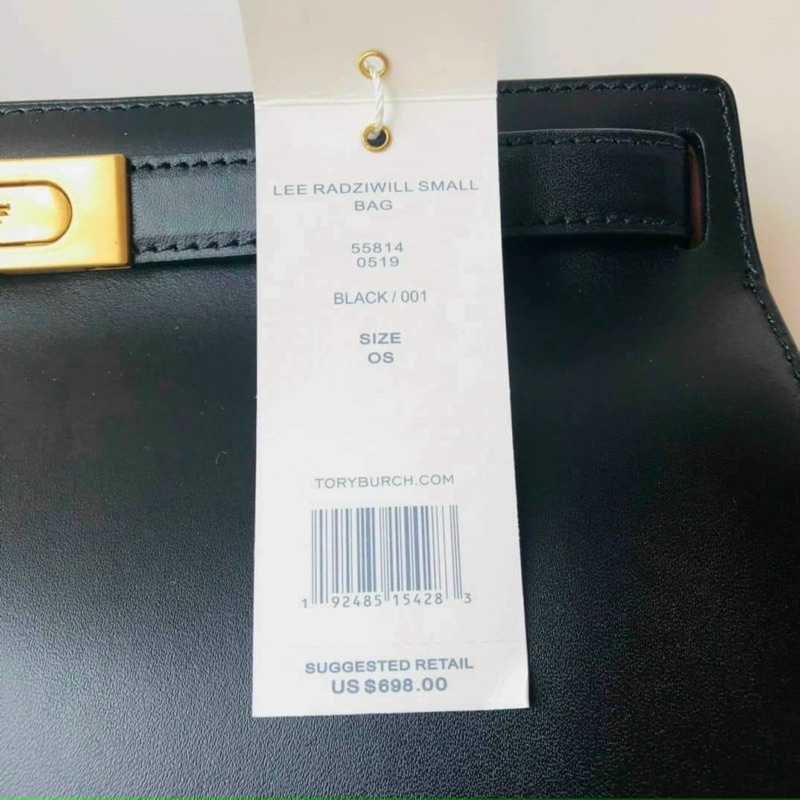 LEE RADZIWILL SMALL
BAG
55814
0519
BLACK / 001
SIZE
OS
TORYBURCH.COM
1 92485 15428 3
SUGGESTED RETAIL
US $698.00